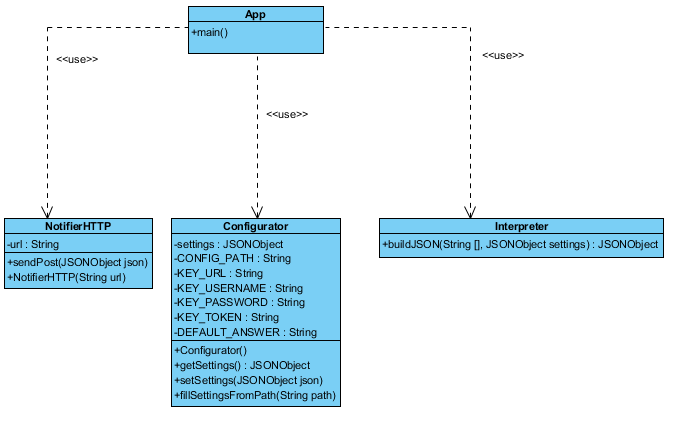 App
+main()
<<use>>
<<use>>
<<use>>
NotifierHTTP
-url : String
+sendPost(JSONObject json)
+NotifierHTTP(String url)
Configurator
-settings : JSONObject
-CONFIG_PATH : String
-KEY_URL : String
-KEY_USERNAME : String
-KEY_PASSWORD : String
-KEY_TOKEN : String
-DEFAULT_ANSWER : String
+Configurator()
+getSettings() : JSONObject
+setSettings(JSONObject json)
+fillSettingsFromPath(String path)
Interpreter
+buildJSON(String [], JSONObject settings) : JSONObject